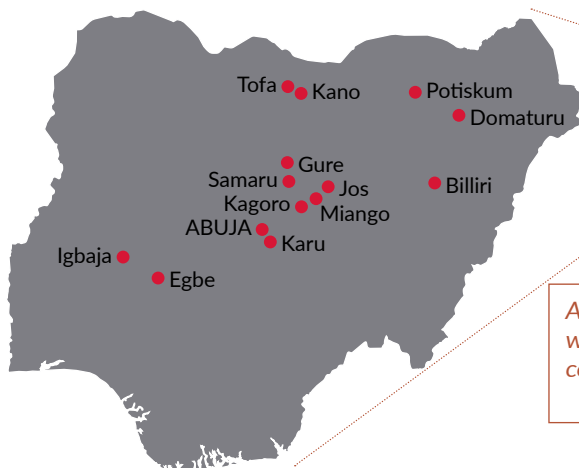 Tofa
Kano
Potiskum
Domaturu
Gure
Samaru
Jos
Billiri
Kagoro
Miango
ABUJA
Karu
Igbaja
Egbe